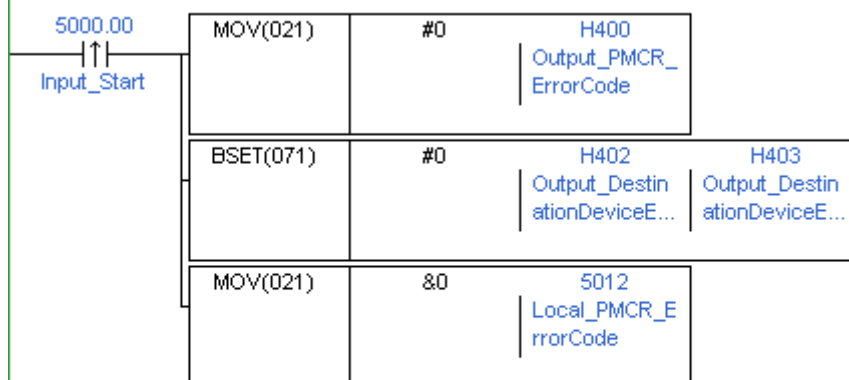 5000.00
Input_Start
MOV(021) #0 H400
Output_PMCR_
ErrorCode
BSET(071) #0 H402 H403
Output_Destin Output_Destin
ationDeviceE... ationDeviceE...
MOV(021) &0 5012
Local_PMCR_E
rrorCode